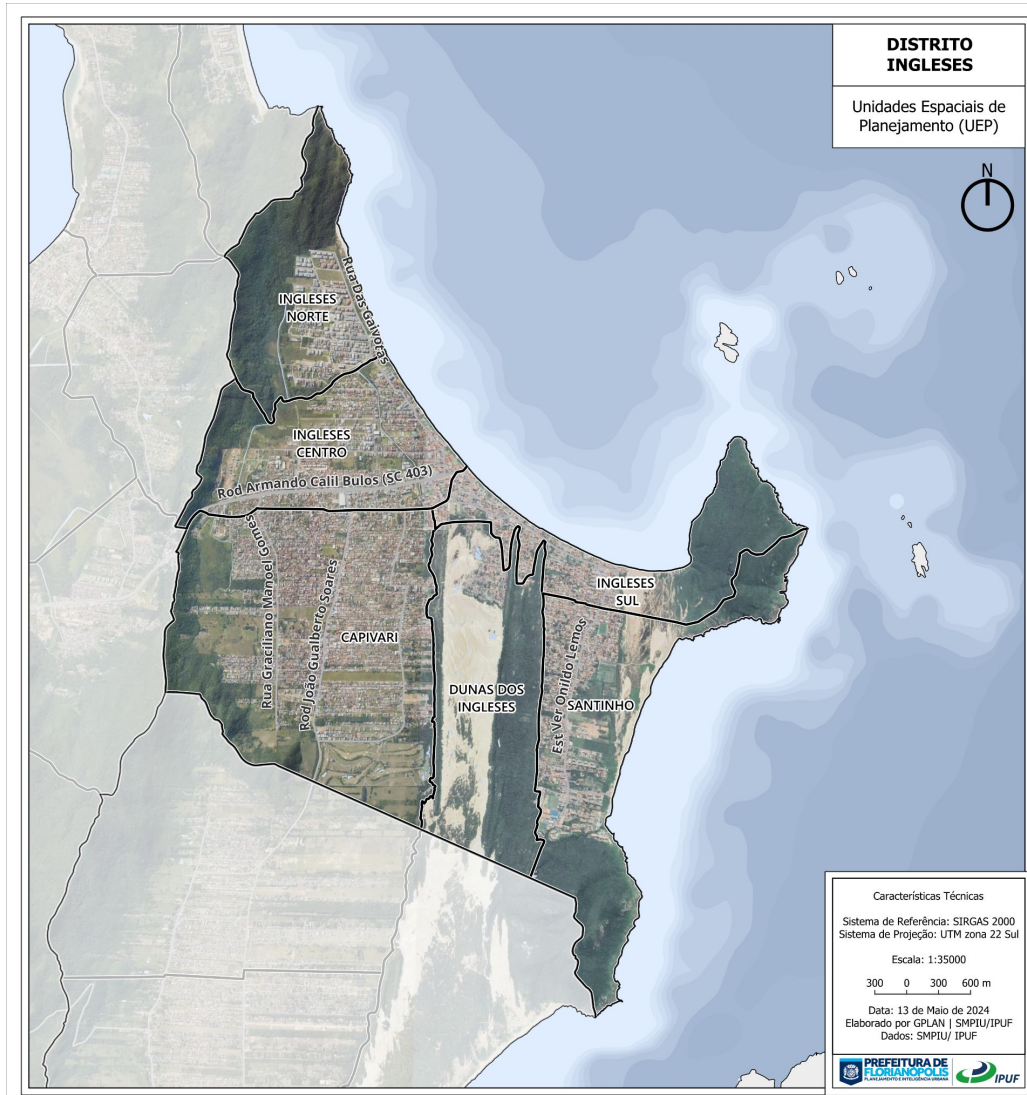 DISTRITO
INGLESES
Unidades Espaciais de
Planejamento (UEP)
N
Rua Das Gaivotas
INGLESES
NORTE
INGLESES
CENTRO
Rod Armando Calil Bulos (SC 403)
Rua Graciliano Manoel Gomes
Rod João Gualberto Soares
CAPIVARI
INGLESES
SUL
DUNAS DOS
INGLESES
Est Ver Onildo Lemos
SANTINHO
Características Técnicas
Sistema de Referência: SIRGAS 2000
Sistema de Projeção: UTM zona 22 Sul
Escala: 1:35000
300 0 300 600 m
Data: 13 de Maio de 2024
Elaborado por GPLAN | SMPIU/IPUF
Dados: SMPIU/ IPUF
PREFEITURA DE
FLORIANÓPOLIS
PLANEJAMENTO E INTELIGÊNCIA URBANA
IPUF